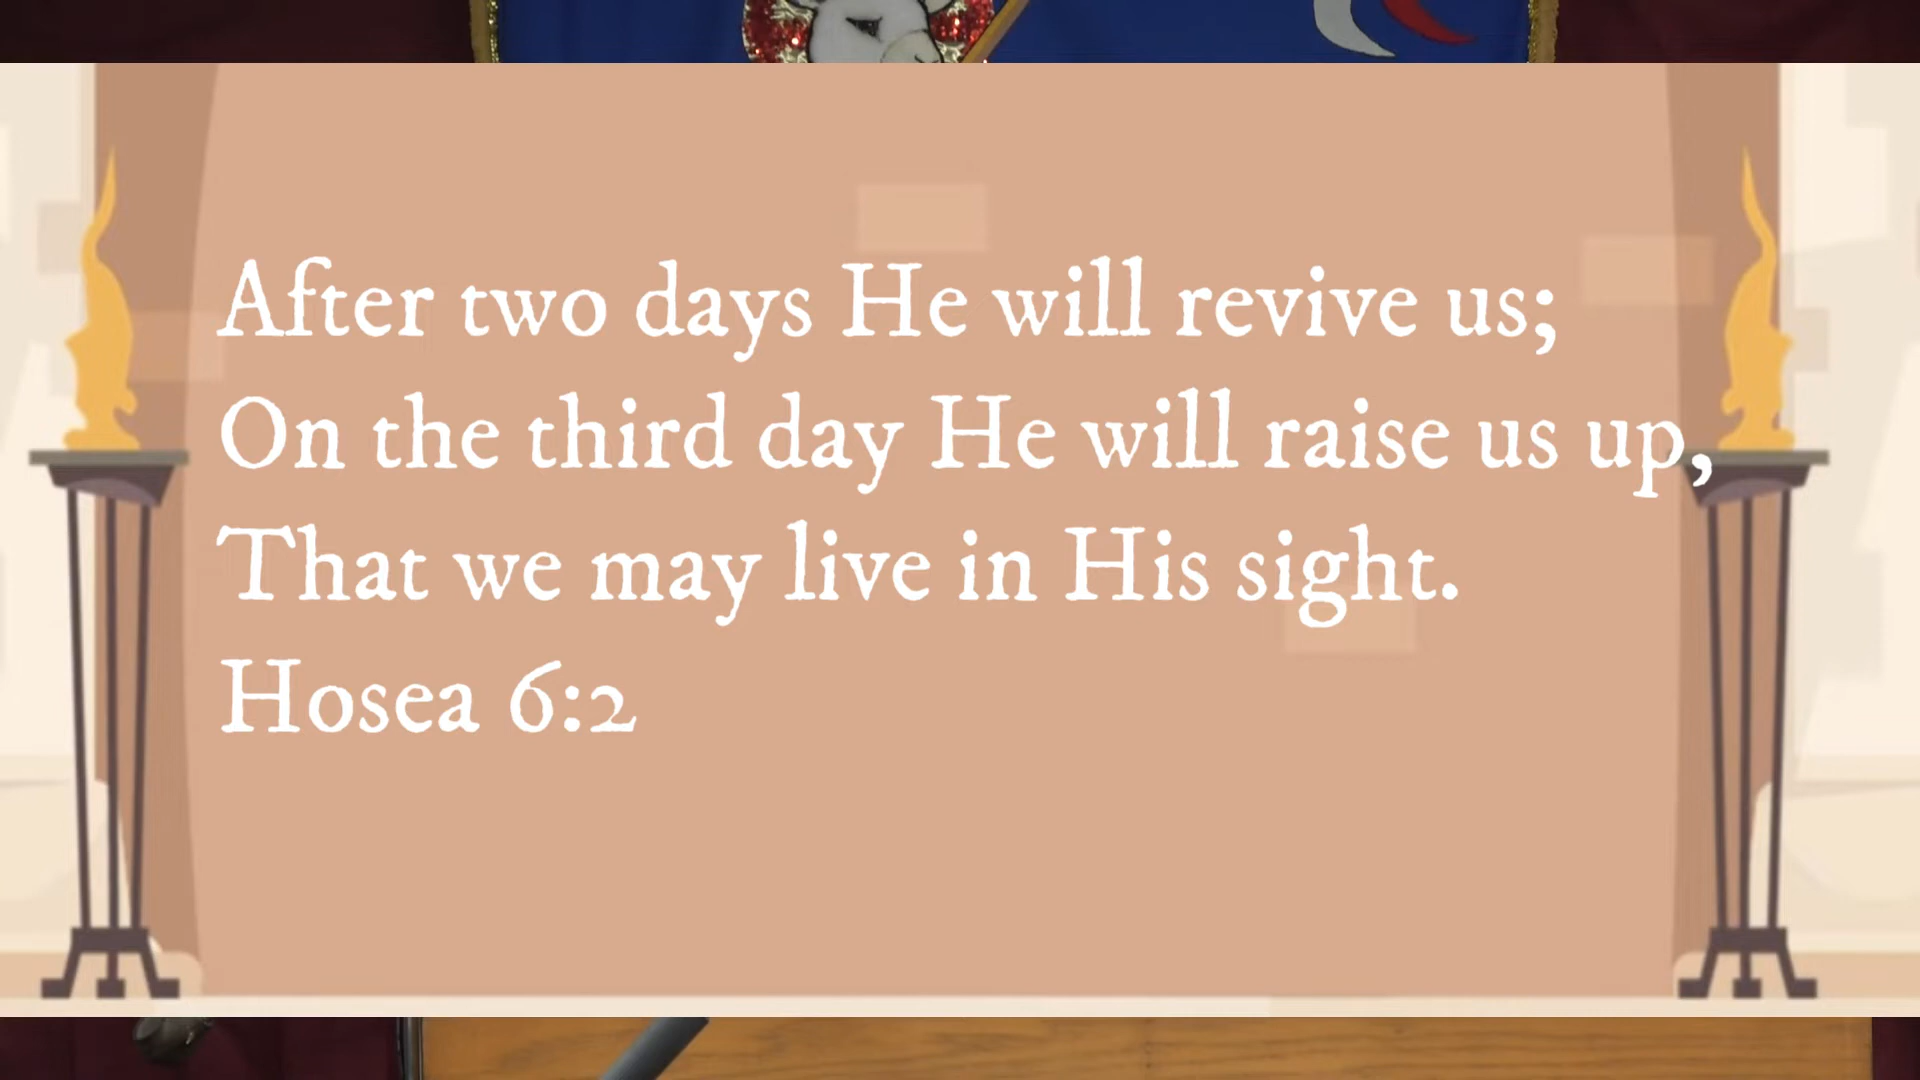 After two days He will revive us;
On the third day He will raise us up,
That we may live in His sight.
Hosea 6:2